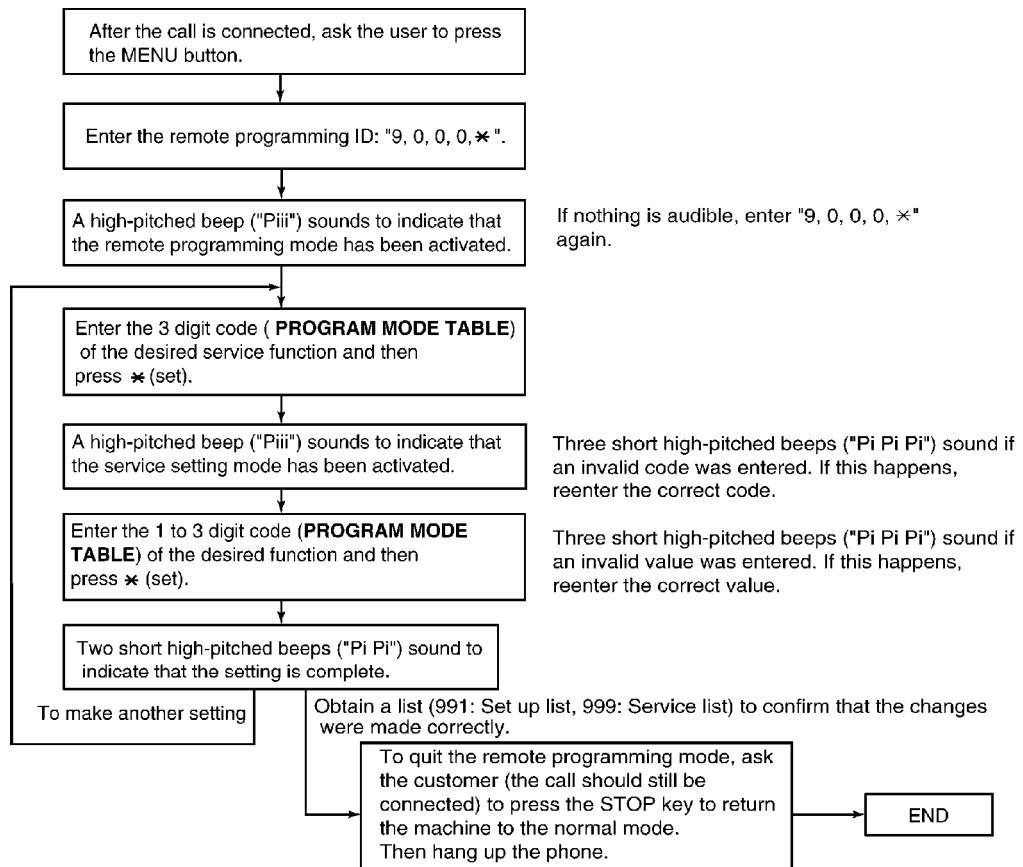 After the call is connected, ask the user to press
the MENU button.
Enter the remote programming ID: "9, 0, 0, 0,＊".
A high-pitched beep ("Piii") sounds to indicate that
the remote programming mode has been activated.
If nothing is audible, enter "9, 0, 0, 0, ＊"
again.
Enter the 3 digit code ( PROGRAM MODE TABLE)
of the desired service function and then
press ＊ (set).
A high-pitched beep ("Piii") sounds to indicate that
the service setting mode has been activated.
Three short high-pitched beeps ("Pi Pi Pi") sound if
an invalid code was entered. If this happens,
reenter the correct code.
Enter the 1 to 3 digit code (PROGRAM MODE
TABLE) of the desired function and then
press ＊ (set).
Three short high-pitched beeps ("Pi Pi Pi") sound if
an invalid value was entered. If this happens,
reenter the correct value.
Two short high-pitched beeps ("Pi Pi") sound to
indicate that the setting is complete.
To make another setting
Obtain a list (991: Set up list, 999: Service list) to confirm that the changes
were made correctly.
To quit the remote programming mode, ask
the customer (the call should still be
connected) to press the STOP key to return
the machine to the normal mode.
Then hang up the phone.
END